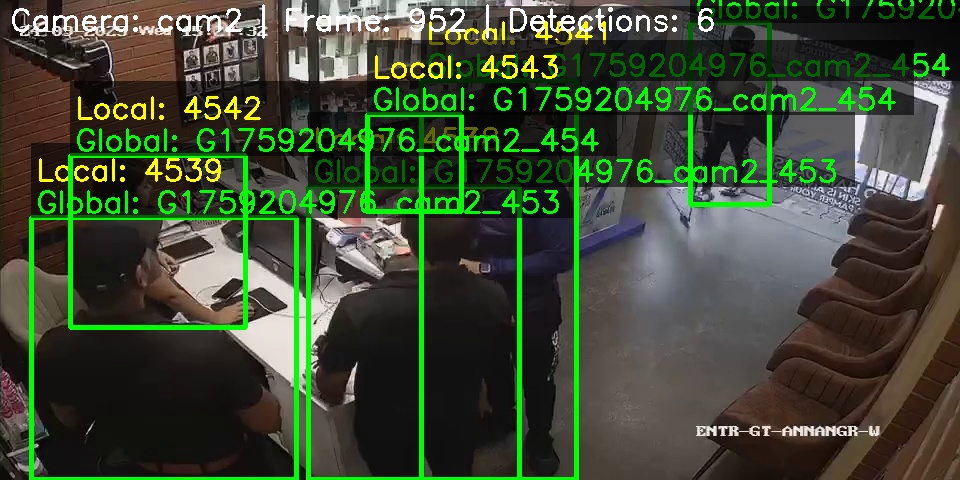 Camera: cam2 | Frame: 952 | Detections: 6
Global: G175920
Local: 4541
G1759204976_cam2_454
Local: 4543
Global: G1759204976_cam2_454
Local: 4542
Global: G1759204976_cam2_454
Local: 4539
Global: G1759204976_cam2_453
Global: G1759204976_cam2_453
ENTR-GT-ANNANGR-W